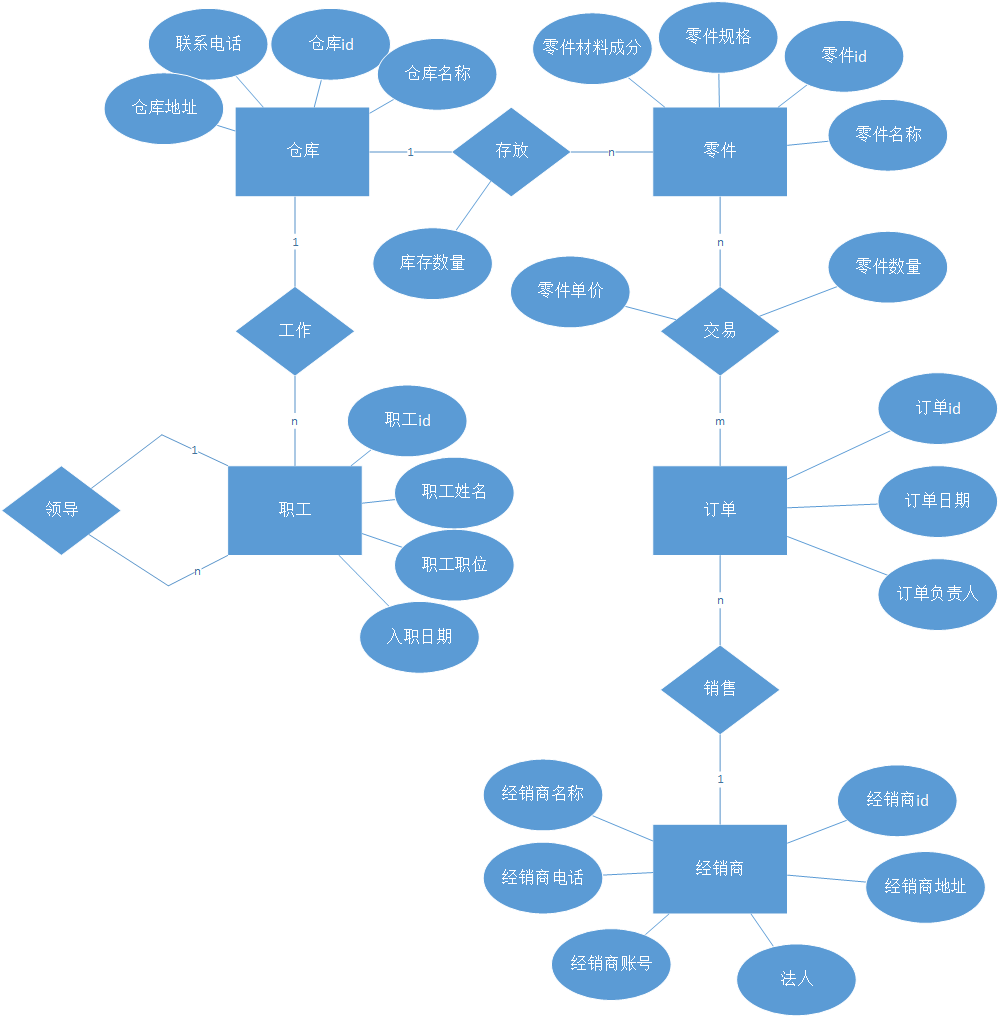 联系电话
仓库id
仓库名称
仓库地址
仓库
1
存放
n
零件
零件材料成分
零件规格
零件id
零件名称
库存数量
1
工作
n
零件单价
n
零件数量
交易
m
职工id
职工姓名
职工
职工职位
入职日期
1
领导
n
订单id
订单日期
订单
订单负责人
n
销售
1
经销商名称
经销商id
经销商电话
经销商
经销商地址
经销商账号
法人